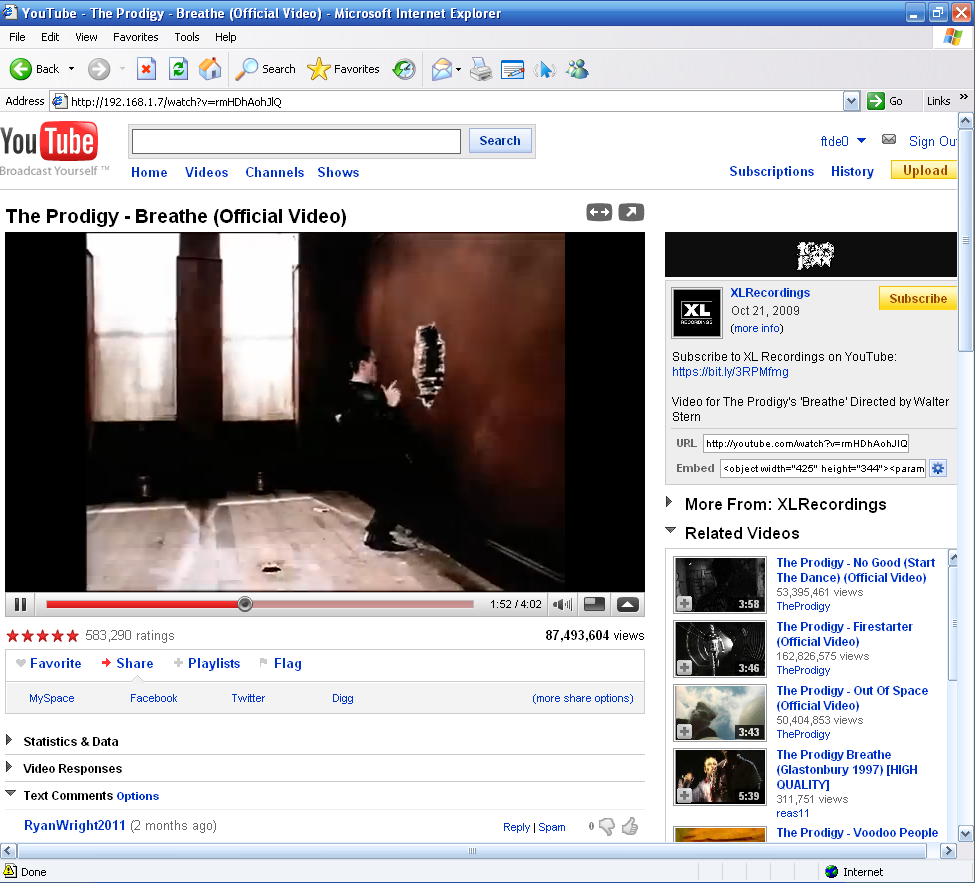 YouTube - The Prodigy - Breathe (Official Video) - Microsoft Internet Explorer
File Edit View Favorites Tools Help
Back Search Favorites
Address http://192.168.1.7/watch?v=rmHDhAohJlQ Go Links »
YouTube
Broadcast Yourself ™
Search
ftde0 Sign Ou
Home Videos Channels Shows
Subscriptions History Upload
The Prodigy - Breathe (Official Video)
XL
RECORDINGS
XLRecordings
Oct 21, 2009
(more info)
Subscribe
Subscribe to XL Recordings on YouTube:
https://bit.ly/3RPMfmg
Video for The Prodigy's 'Breathe' Directed by Walter
Stern
URL http://youtube.com/watch?v=rmHDhAohJlQ
Embed <object width="425" height="344"><param
More From: XLRecordings
Related Videos
The Prodigy - No Good (Start
The Dance) (Official Video)
53,395,461 views
TheProdigy
3:58
The Prodigy - Firestarter
(Official Video)
162,826,575 views
TheProdigy
3:46
The Prodigy - Out Of Space
(Official Video)
50,404,853 views
TheProdigy
3:43
The Prodigy Breathe
(Glastonbury 1997) [HIGH
QUALITY]
311,751 views
reas11
5:39
The Prodigy - Voodoo People
1:52 / 4:02
583,290 ratings
87,493,604 views
Favorite Share Playlists Flag
MySpace Facebook Twitter Digg (more share options)
Statistics & Data
Video Responses
Text Comments Options
RyanWright2011 (2 months ago)
Reply | Spam 0
Done
Internet